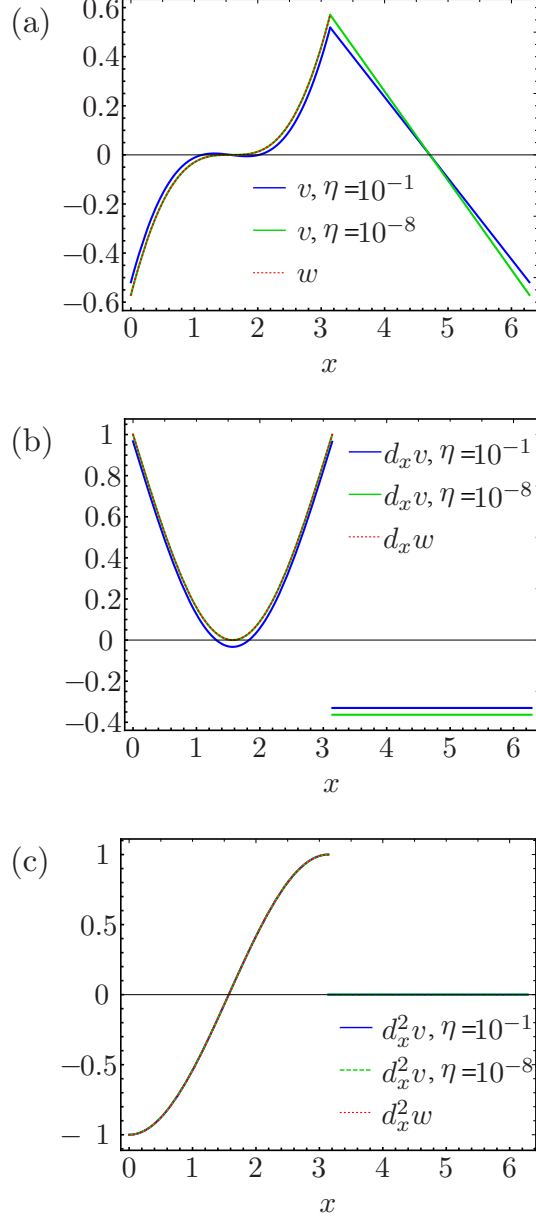 (a)
0.6
0.4
0.2
0
−0.2
−0.4
−0.6
v, η=10⁻¹
v, η=10⁻⁸
w
0 1 2 3 4 5 6
x
(b)
1
0.8
0.6
0.4
0.2
0
−0.2
−0.4
dₓv, η=10⁻¹
dₓv, η=10⁻⁸
dₓw
0 1 2 3 4 5 6
x
(c)
1
0.5
0
−0.5
− 1
d²ₓv, η=10⁻¹
d²ₓv, η=10⁻⁸
d²ₓw
0 1 2 3 4 5 6
x